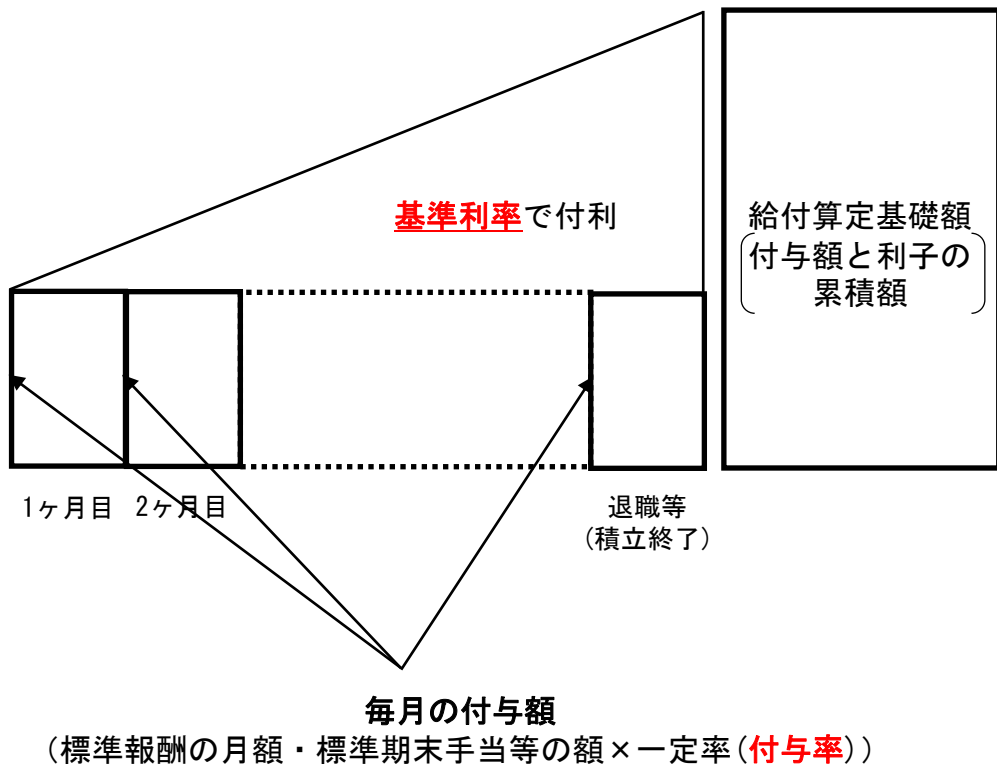 基準利率で付利
給付算定基礎額
付与額と利子の
累積額
1ヶ月目 2ヶ月目
退職等
(積立終了)
毎月の付与額
(標準報酬の月額・標準期末手当等の額×一定率(付与率))